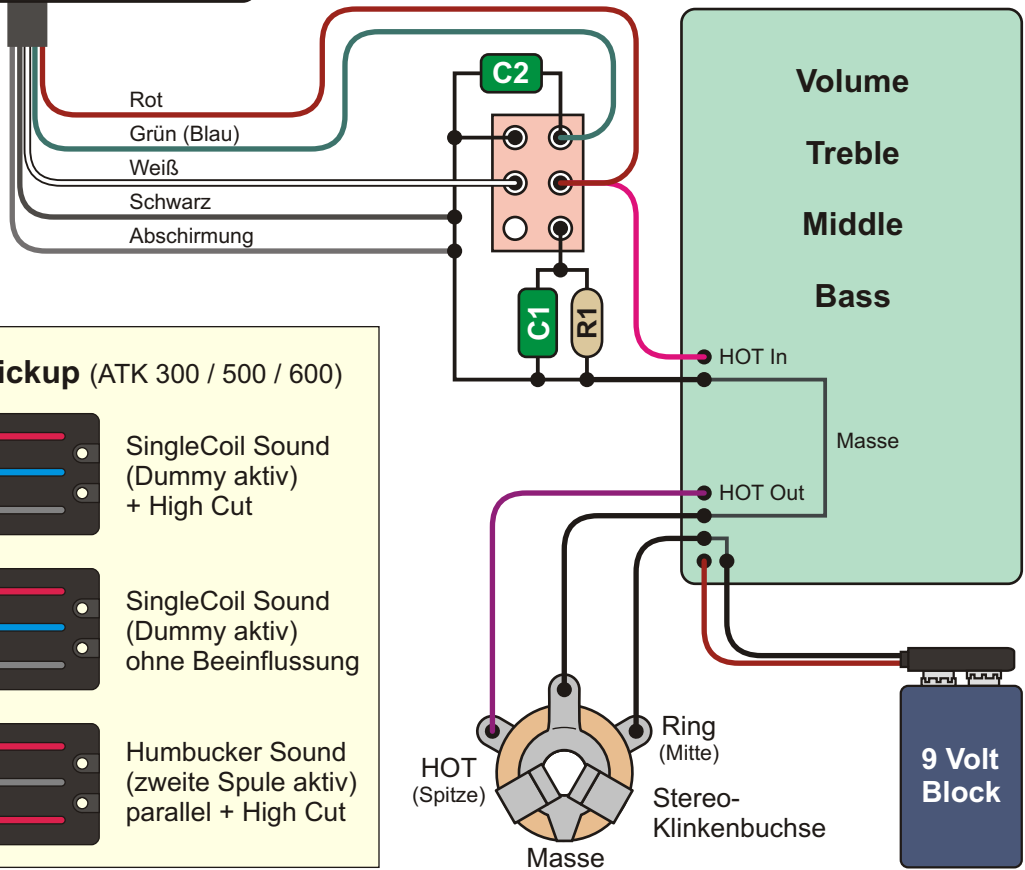 C2
Rot
Grün (Blau)
Weiß
Schwarz
Abschirmung
C1
R1
Volume
Treble
Middle
Bass
HOT In
Masse
HOT Out
ickup (ATK 300 / 500 / 600)
SingleCoil Sound
(Dummy aktiv)
+ High Cut
SingleCoil Sound
(Dummy aktiv)
ohne Beeinflussung
Humbucker Sound
(zweite Spule aktiv)
parallel + High Cut
HOT
(Spitze)
Ring
(Mitte)
Stereo-
Klinkenbuchse
Masse
9 Volt
Block